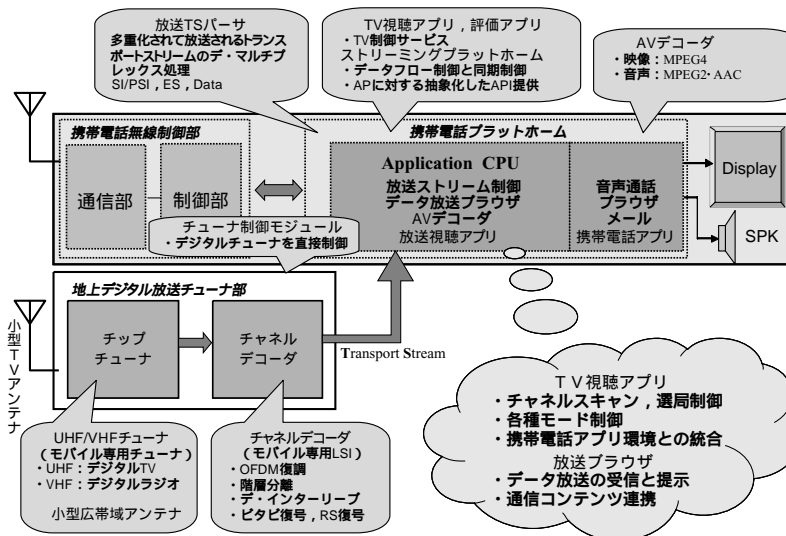 放送TSパーサ
多重化されて放送されるトランス
ポートストリームのデ・マルチプ
レックス処理
SI/PSI , ES , Data
TV視聴アプリ , 評価アプリ
・TV制御サービス
ストリーミングプラットホーム
・データフロー制御と同期制御
・APに対する抽象化したAPI提供
AVデコーダ
・映像：MPEG4
・音声：MPEG2・AAC
携帯電話無線制御部
通信部
制御部
携帯電話プラットホーム
Application CPU
放送ストリーム制御
データ放送ブラウザ
AVデコーダ
放送視聴アプリ
音声通話
ブラウザ
メール
携帯電話アプリ
Display
SPK
チューナ制御モジュール
・デジタルチューナを直接制御
地上デジタル放送チューナ部
小型TVアンテナ
チップ
チューナ
チャネル
デコーダ
Transport Stream
UHF/VHFチューナ
（モバイル専用チューナ）
・UHF：デジタルTV
・VHF：デジタルラジオ
小型広帯域アンテナ
チャネルデコーダ
（モバイル専用LSI）
・OFDM復調
・階層分離
・デ・インターリーブ
・ビタビ復号 , RS復号
ＴＶ視聴アプリ
・チャネルスキャン , 選局制御
・各種モード制御
・携帯電話アプリ環境との統合
放送ブラウザ
・データ放送の受信と提示
・通信コンテンツ連携